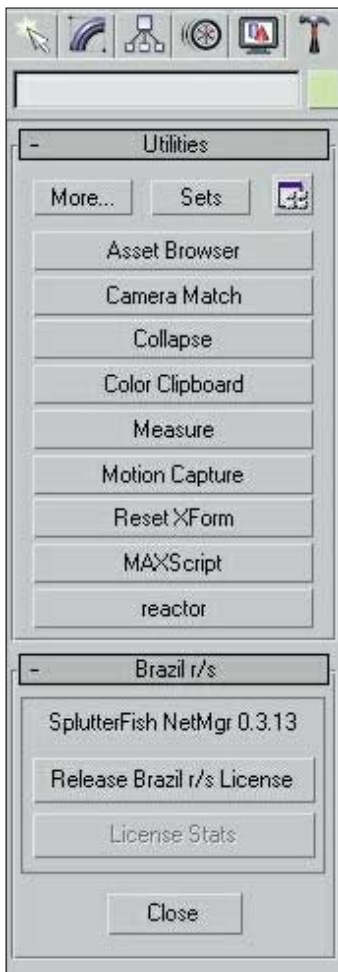 - Utilities
More... Sets
Asset Browser
Camera Match
Collapse
Color Clipboard
Measure
Motion Capture
Reset XForm
MAXScript
reactor
- Brazil r/s
SplutterFish NetMgr 0.3.13
Release Brazil r/s License
License Stats
Close